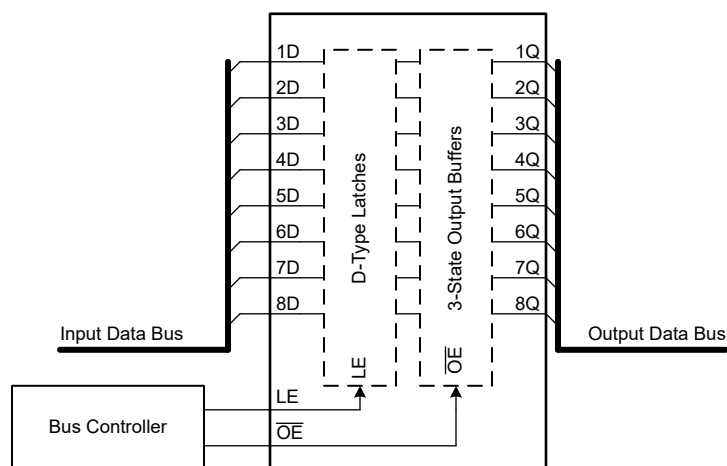 1D 1Q
2D 2Q
3D 3Q
4D 4Q
5D 5Q
6D 6Q
7D 7Q
8D 8Q
D-Type Latches
3-State Output Buffers
Input Data Bus
Output Data Bus
LE
OE
Bus Controller
LE
OE